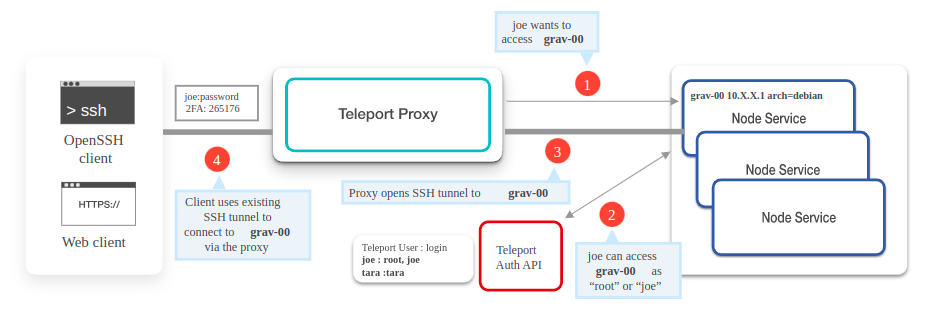 > ssh
OpenSSH
client
HTTPS://
Web client
joe:password
2FA: 265176
4
Client uses existing
SSH tunnel to
connect to grav-00
via the proxy
Teleport Proxy
joe wants to
access grav-00
1
3
Proxy opens SSH tunnel to grav-00
2
joe can access
grav-00 as
“root” or “joe”
Teleport User : login
joe : root, joe
tara :tara
Teleport
Auth API
grav-00 10.X.X.1 arch=debian
Node Service
Node Service
Node Service